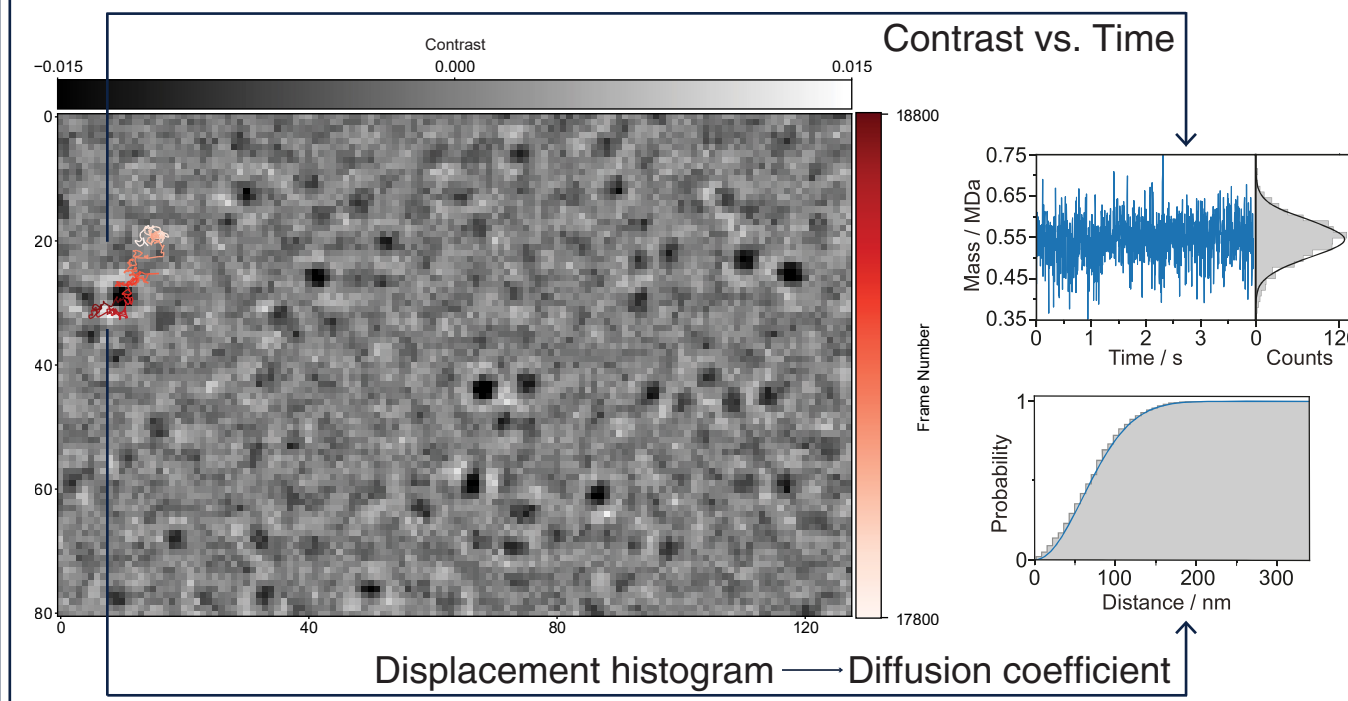 Contrast vs. Time
Contrast
−0.015 0.000 0.015
0
20
40
60
80
0 40 80 120
18800
Frame Number
17800
0.75
0.65
0.55
0.45
0.35
Mass / MDa
0 1 2 3
Time / s
0 120
Counts
1
0
Probability
0 100 200 300
Distance / nm
Displacement histogram Diffusion coefficient